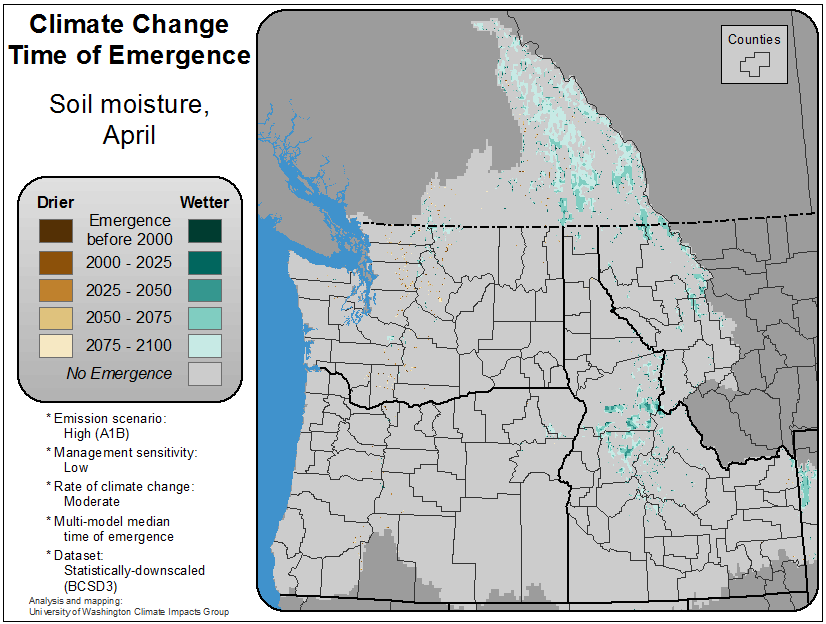 Climate Change
Time of Emergence
Soil moisture,
April
Drier Wetter
Emergence
before 2000
2000 - 2025
2025 - 2050
2050 - 2075
2075 - 2100
No Emergence
* Emission scenario:
High (A1B)
* Management sensitivity:
Low
* Rate of climate change:
Moderate
* Multi-model median
time of emergence
* Dataset:
Statistically-downscaled
(BCSD3)
Analysis and mapping:
University of Washington Climate Impacts Group
Counties